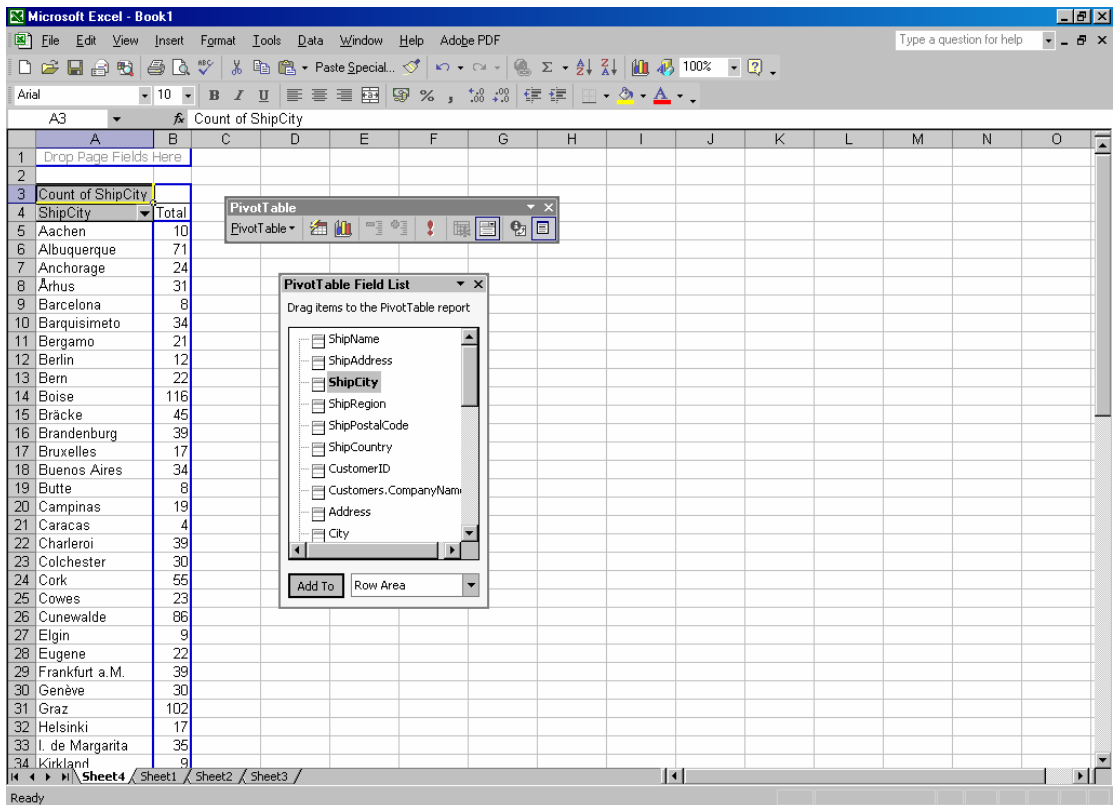 Microsoft Excel - Book1
File Edit View Insert Format Tools Data Window Help Adobe PDF Type a question for help
Paste Special... 100%
Arial 10 B I U % ,
A3 fx Count of ShipCity
A B C D E F G H I J K L M N O
1 Drop Page Fields Here
2
3 Count of ShipCity
4 ShipCity Total
5 Aachen 10
6 Albuquerque 71
7 Anchorage 24
8 Århus 31
9 Barcelona 8
10 Barquisimeto 34
11 Bergamo 21
12 Berlin 12
13 Bern 22
14 Boise 116
15 Bräcke 45
16 Brandenburg 39
17 Bruxelles 17
18 Buenos Aires 34
19 Butte 8
20 Campinas 19
21 Caracas 4
22 Charleroi 39
23 Colchester 30
24 Cork 55
25 Cowes 23
26 Cunewalde 86
27 Elgin 9
28 Eugene 22
29 Frankfurt a.M. 39
30 Genève 30
31 Graz 102
32 Helsinki 17
33 I. de Margarita 35
34 Kirkland 9
PivotTable
PivotTable
PivotTable Field List
Drag items to the PivotTable report
ShipName
ShipAddress
ShipCity
ShipRegion
ShipPostalCode
ShipCountry
CustomerID
Customers.CompanyNam
Address
City
Add To Row Area
Sheet4 Sheet1 Sheet2 Sheet3
Ready